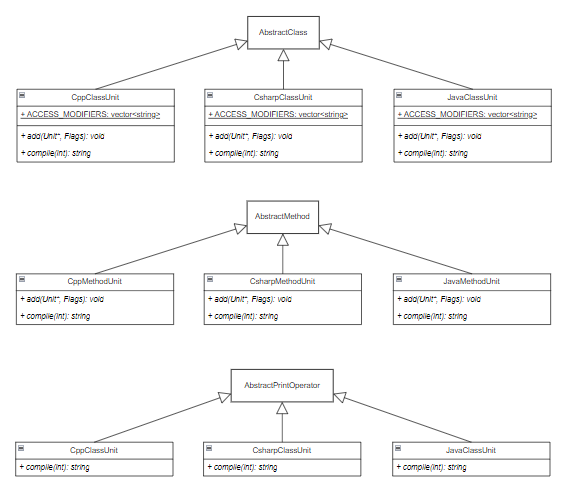 AbstractClass
CppClassUnit
+ ACCESS_MODIFIERS: vector<string>
+ add(Unit*, Flags): void
+ compile(int): string
CsharpClassUnit
+ ACCESS_MODIFIERS: vector<string>
+ add(Unit*, Flags): void
+ compile(int): string
JavaClassUnit
+ ACCESS_MODIFIERS: vector<string>
+ add(Unit*, Flags): void
+ compile(int): string
AbstractMethod
CppMethodUnit
+ add(Unit*, Flags): void
+ compile(int): string
CsharpMethodUnit
+ add(Unit*, Flags): void
+ compile(int): string
JavaMethodUnit
+ add(Unit*, Flags): void
+ compile(int): string
AbstractPrintOperator
CppClassUnit
+ compile(int): string
CsharpClassUnit
+ compile(int): string
JavaClassUnit
+ compile(int): string